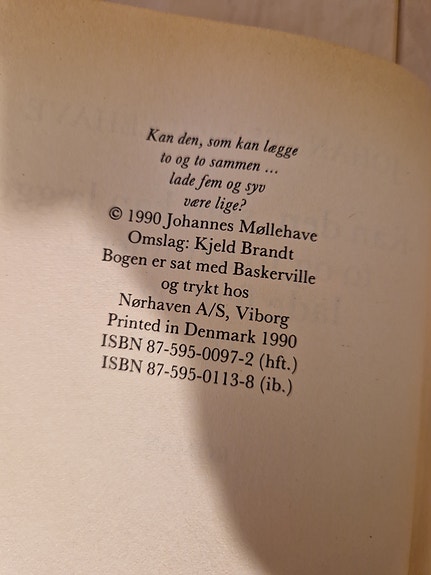 Kan den, som kan lægge
to og to sammen ...
lade fem og syv
være lige?
© 1990 Johannes Møllehave
Omslag: Kjeld Brandt
Bogen er sat med Baskerville
og trykt hos
Nørhaven A/S, Viborg
Printed in Denmark 1990
ISBN 87-595-0097-2 (hft.)
ISBN 87-595-0113-8 (ib.)